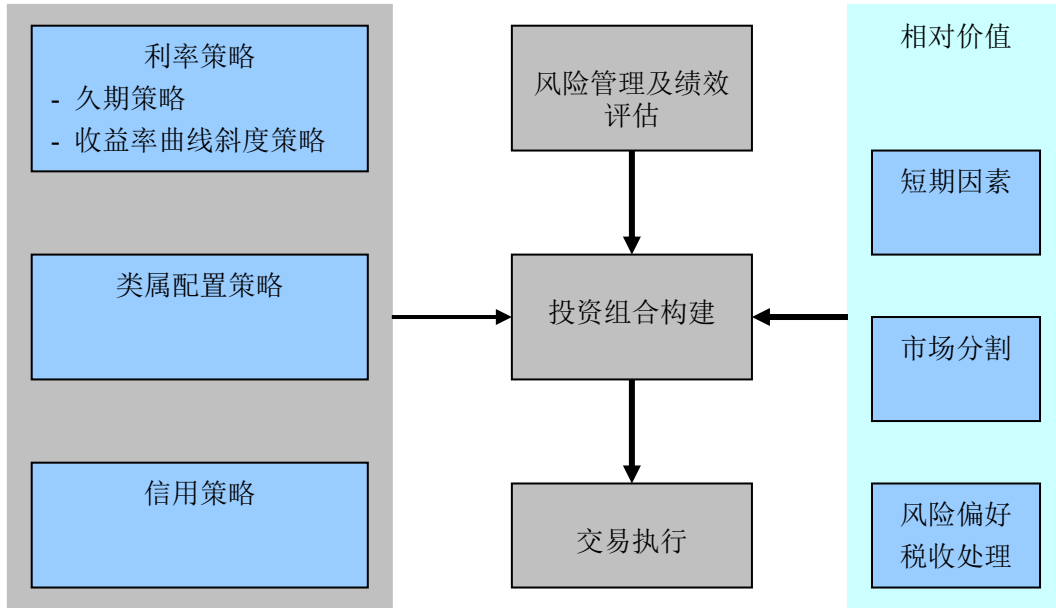 利率策略
- 久期策略
- 收益率曲线斜度策略
类属配置策略
信用策略
风险管理及绩效
评估
投资组合构建
交易执行
相对价值
短期因素
市场分割
风险偏好
税收处理